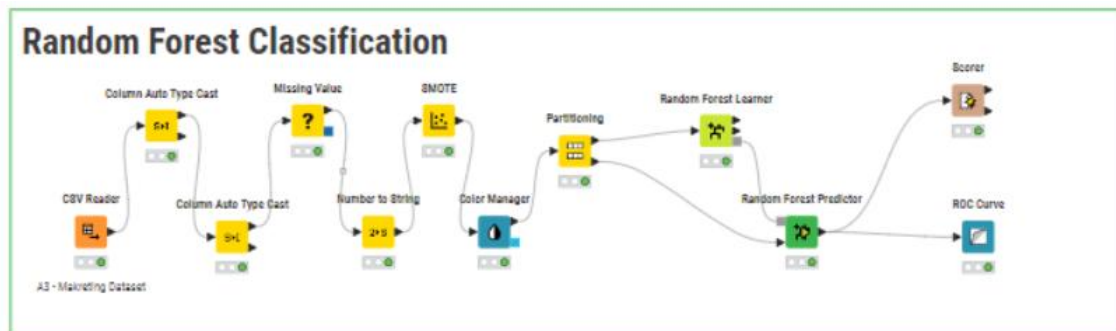 Random Forest Classification
Column Auto Type Cast
Missing Value
SMOTE
Partitioning
Random Forest Learner
Scorer
?
CSV Reader
Column Auto Type Cast
Number to String
Color Manager
Random Forest Predictor
ROC Curve
A3 - Makreting Dataset